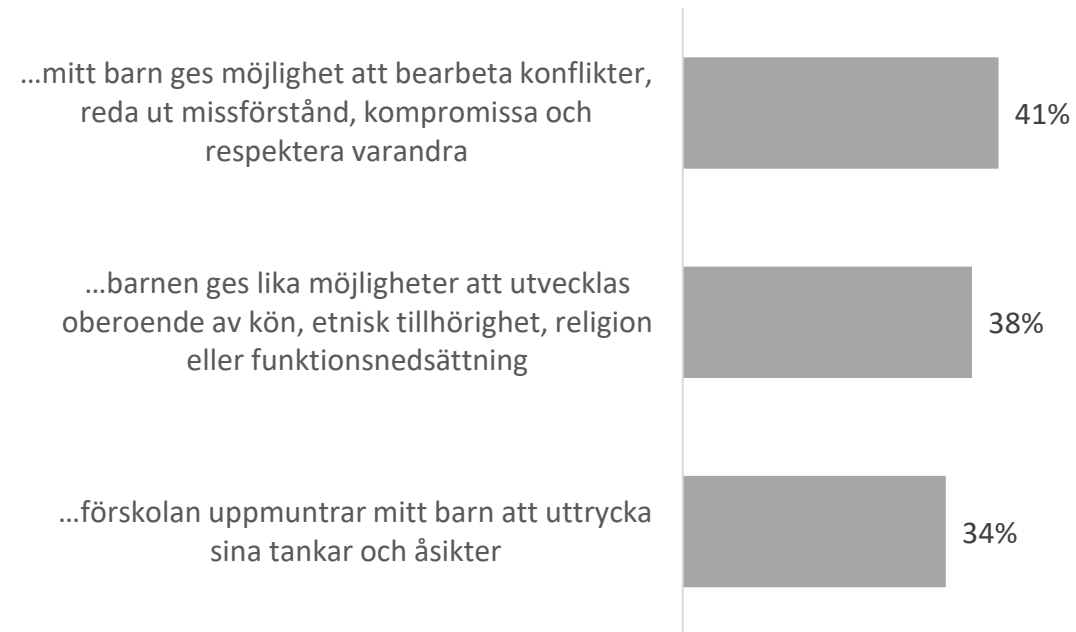 ...mitt barn ges möjlighet att bearbeta konflikter,
reda ut missförstånd, kompromissa och
respektera varandra
41%
...barnen ges lika möjligheter att utvecklas
oberoende av kön, etnisk tillhörighet, religion
eller funktionsnedsättning
38%
...förskolan uppmuntrar mitt barn att uttrycka
sina tankar och åsikter
34%